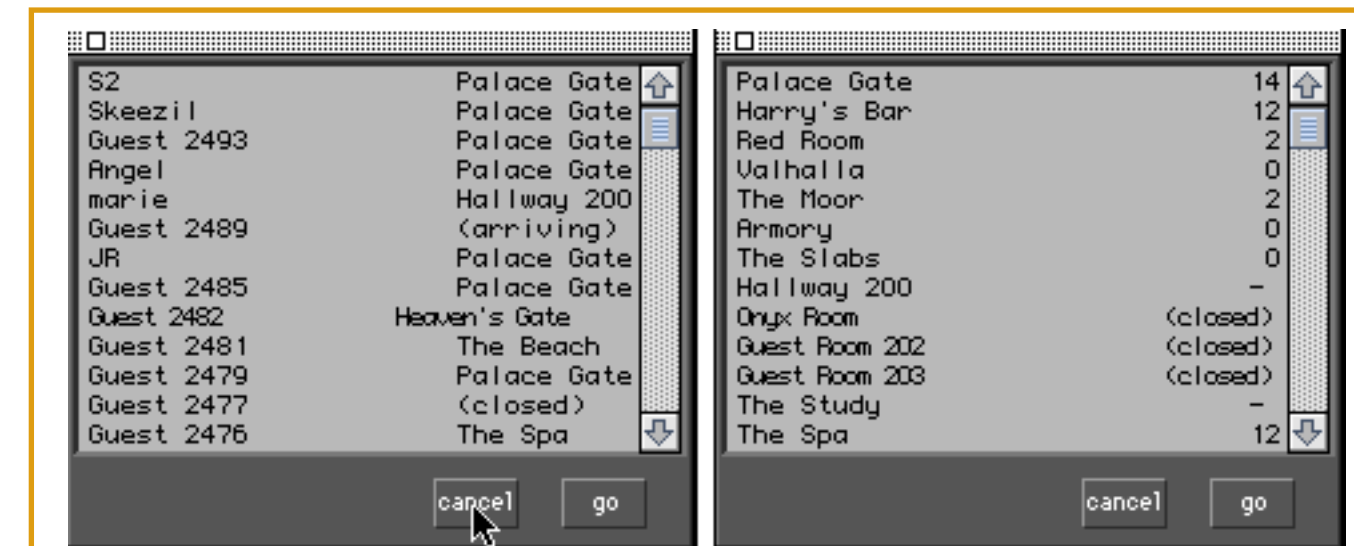 S2 Palace Gate
Skeezil Palace Gate
Guest 2493 Palace Gate
Angel Palace Gate
marie Hallway 200
Guest 2489 (arriving)
JR Palace Gate
Guest 2485 Palace Gate
Guest 2482 Heaven's Gate
Guest 2481 The Beach
Guest 2479 Palace Gate
Guest 2477 (closed)
Guest 2476 The Spa
cancel go
Palace Gate 14
Harry's Bar 12
Red Room 2
Valhalla 0
The Moor 2
Armory 0
The Slabs 0
Hallway 200 –
Onyx Room (closed)
Guest Room 202 (closed)
Guest Room 203 (closed)
The Study –
The Spa 12
cancel go